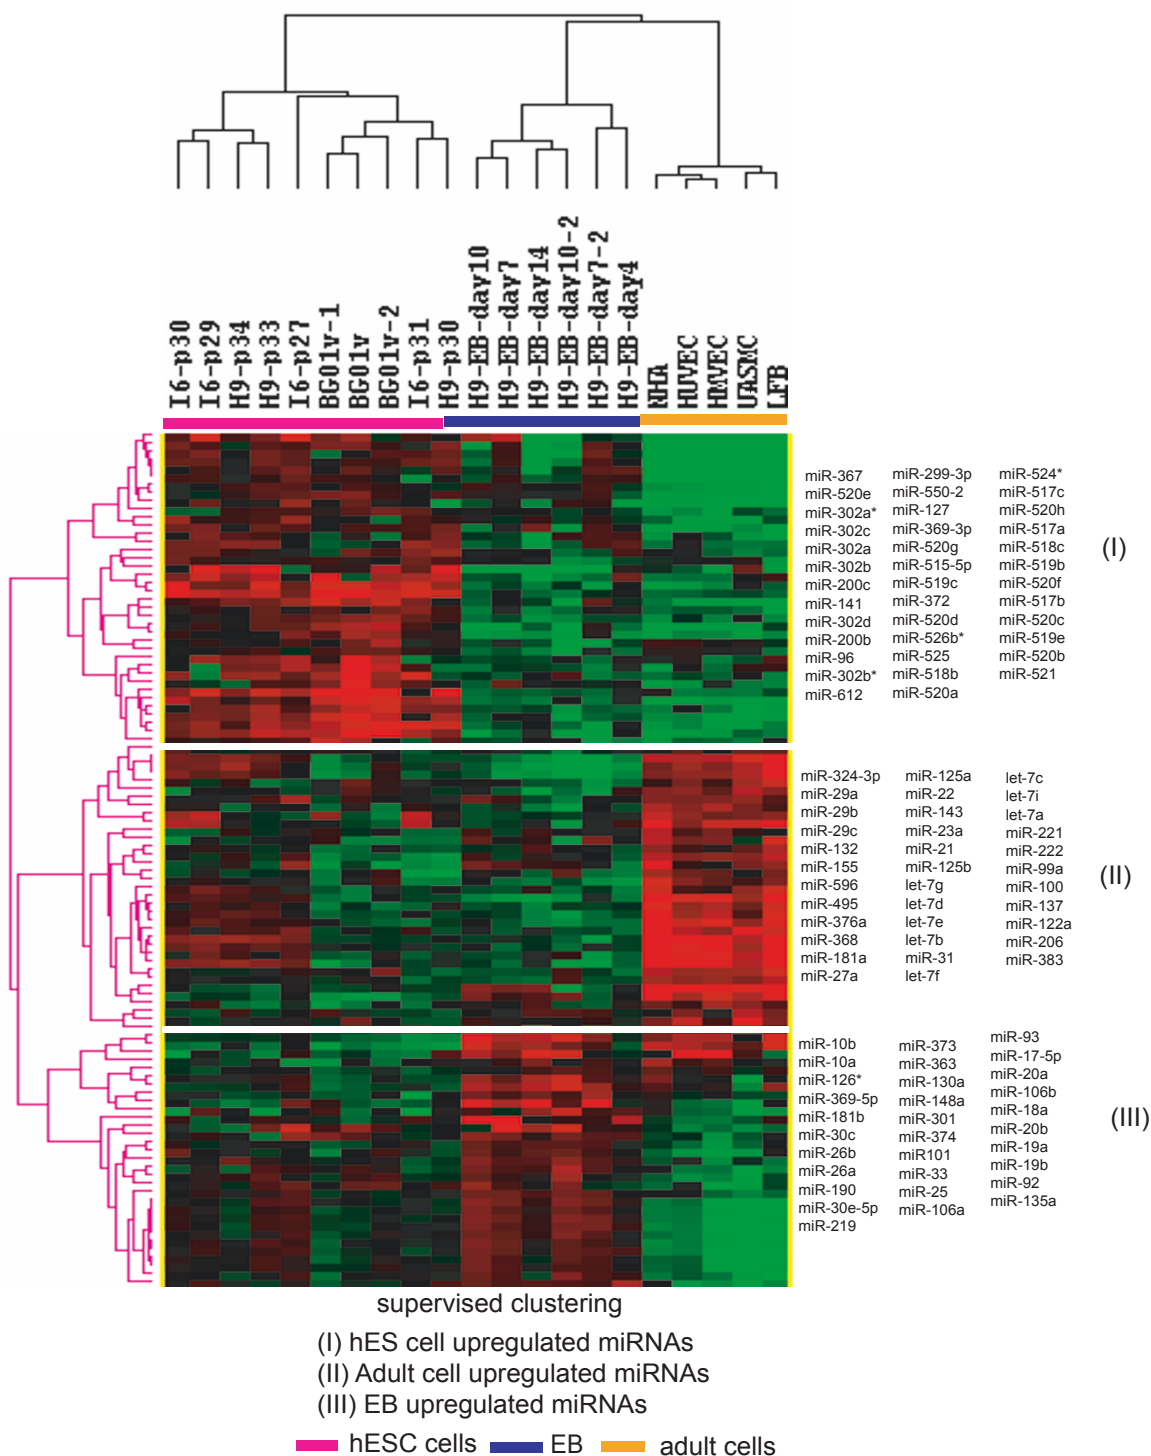 I6-p30
I6-p29
H9-p34
H9-p33
I6-p27
BG01v-1
BG01v
BG01v-2
I6-p31
H9-p30
H9-EB-day10
H9-EB-day7
H9-EB-day14
H9-EB-day10-2
H9-EB-day7-2
H9-EB-day4
NHA
HUVEC
HMVEC
UASMC
LFB
miR-367 miR-299-3p miR-524*
miR-520e miR-550-2 miR-517c
miR-302a* miR-127 miR-520h
miR-302c miR-369-3p miR-517a
miR-302a miR-520g miR-518c
miR-302b miR-515-5p miR-519b
miR-200c miR-519c miR-520f
miR-141 miR-372 miR-517b
miR-302d miR-520d miR-520c
miR-200b miR-526b* miR-519e
miR-96 miR-525 miR-520b
miR-302b* miR-518b miR-521
miR-612 miR-520a
(I)
miR-324-3p miR-125a let-7c
miR-29a miR-22 let-7i
miR-29b miR-143 let-7a
miR-29c miR-23a miR-221
miR-132 miR-21 miR-222
miR-155 miR-125b miR-99a
miR-596 let-7g miR-100
miR-495 let-7d miR-137
miR-376a let-7e miR-122a
miR-368 let-7b miR-206
miR-181a miR-31 miR-383
miR-27a let-7f
(II)
miR-10b miR-373 miR-93
miR-10a miR-363 miR-17-5p
miR-126* miR-130a miR-20a
miR-369-5p miR-148a miR-106b
miR-181b miR-301 miR-18a
miR-30c miR-374 miR-20b
miR-26b miR101 miR-19a
miR-26a miR-33 miR-19b
miR-190 miR-25 miR-92
miR-30e-5p miR-106a miR-135a
miR-219
(III)
supervised clustering
(I) hES cell upregulated miRNAs
(II) Adult cell upregulated miRNAs
(III) EB upregulated miRNAs
hESC cells EB adult cells